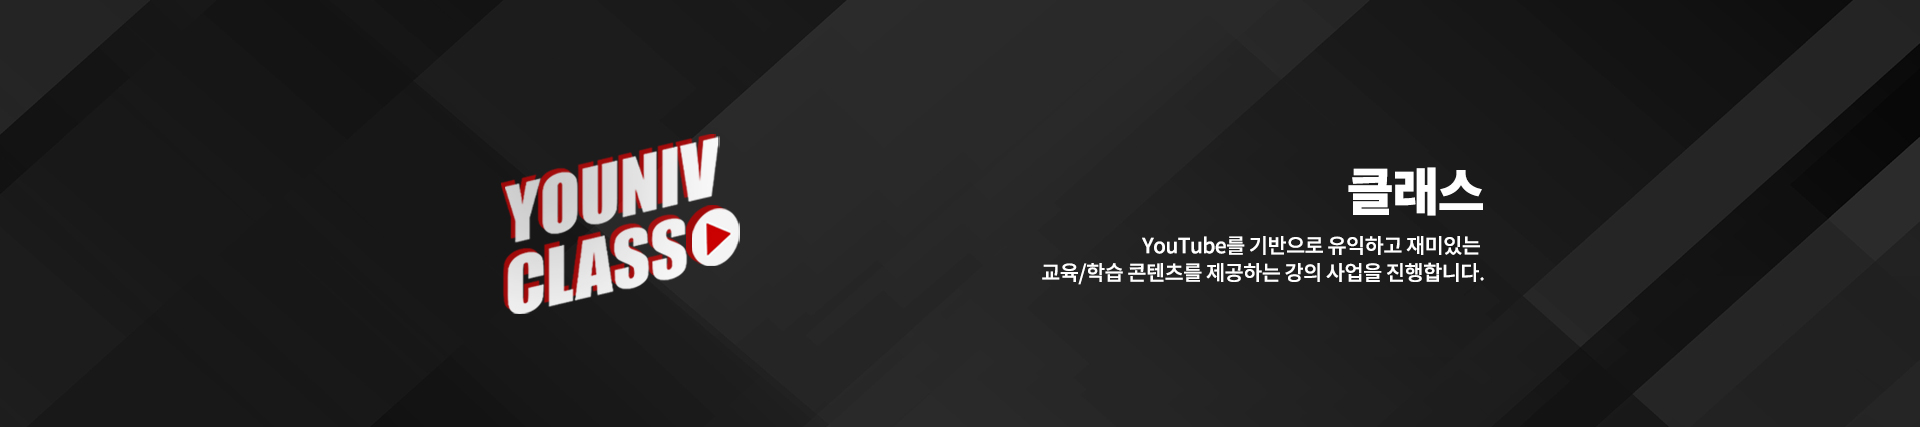 YOUNIV
CLASS
클래스
YouTube를 기반으로 유익하고 재미있는
교육/학습 콘텐츠를 제공하는 강의 사업을 진행합니다.